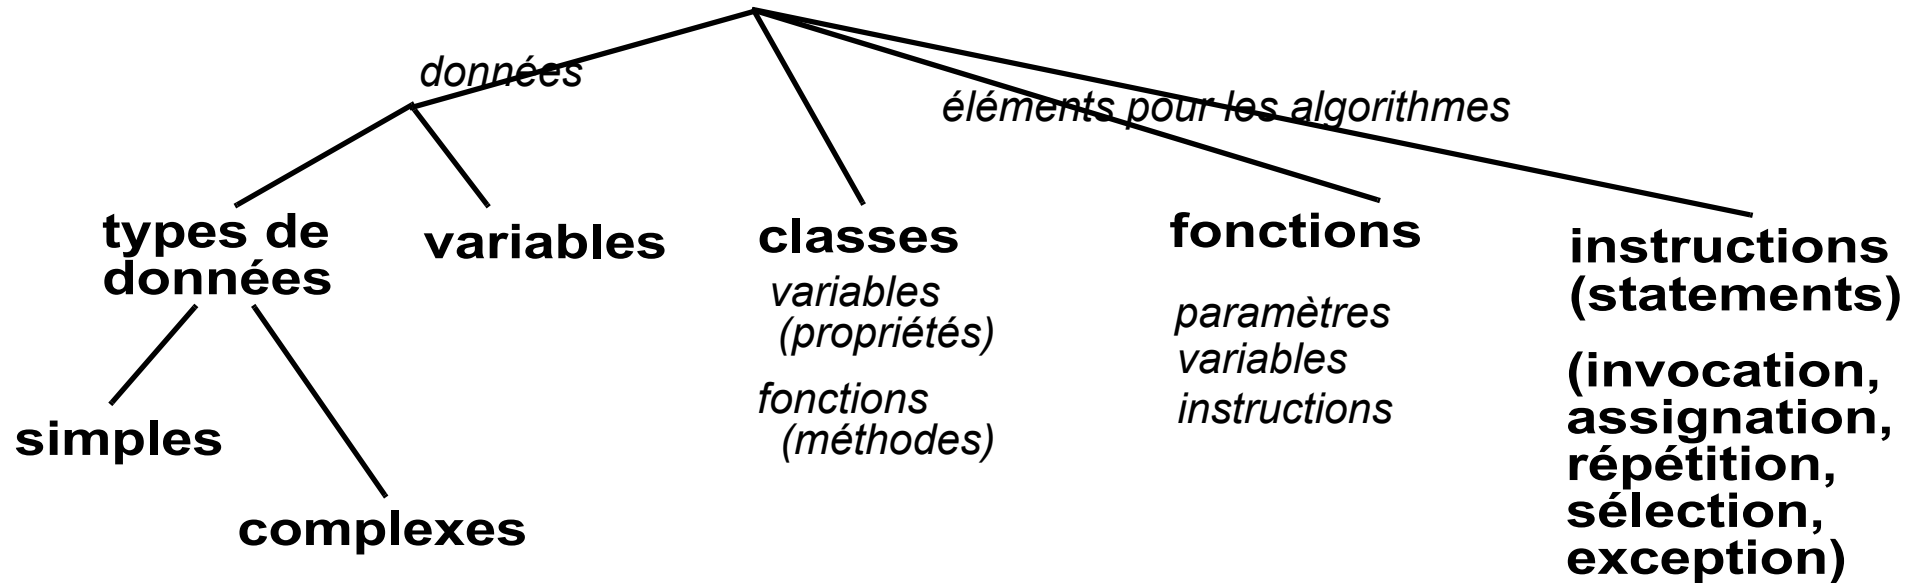 données
éléments pour les algorithmes
types de
données
variables
classes
variables
(propriétés)
fonctions
(méthodes)
fonctions
paramètres
variables
instructions
instructions
(statements)
(invocation,
assignation,
répétition,
sélection,
exception)
simples
complexes